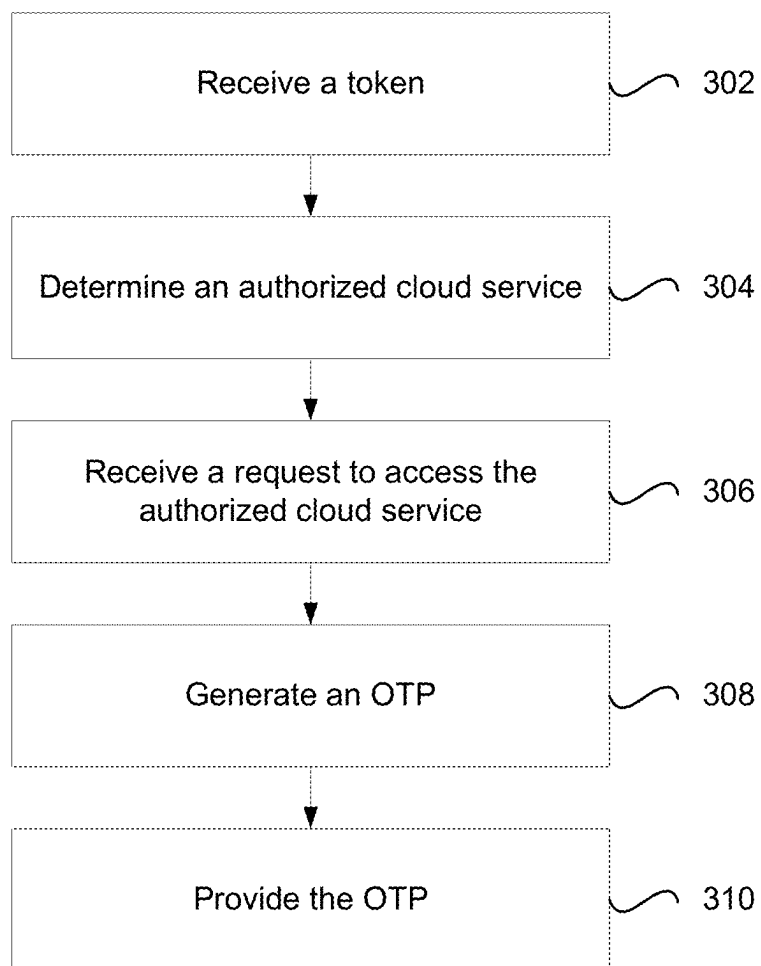 Receive a token
302
Determine an authorized cloud service
304
Receive a request to access the
authorized cloud service
306
Generate an OTP
308
Provide the OTP
310